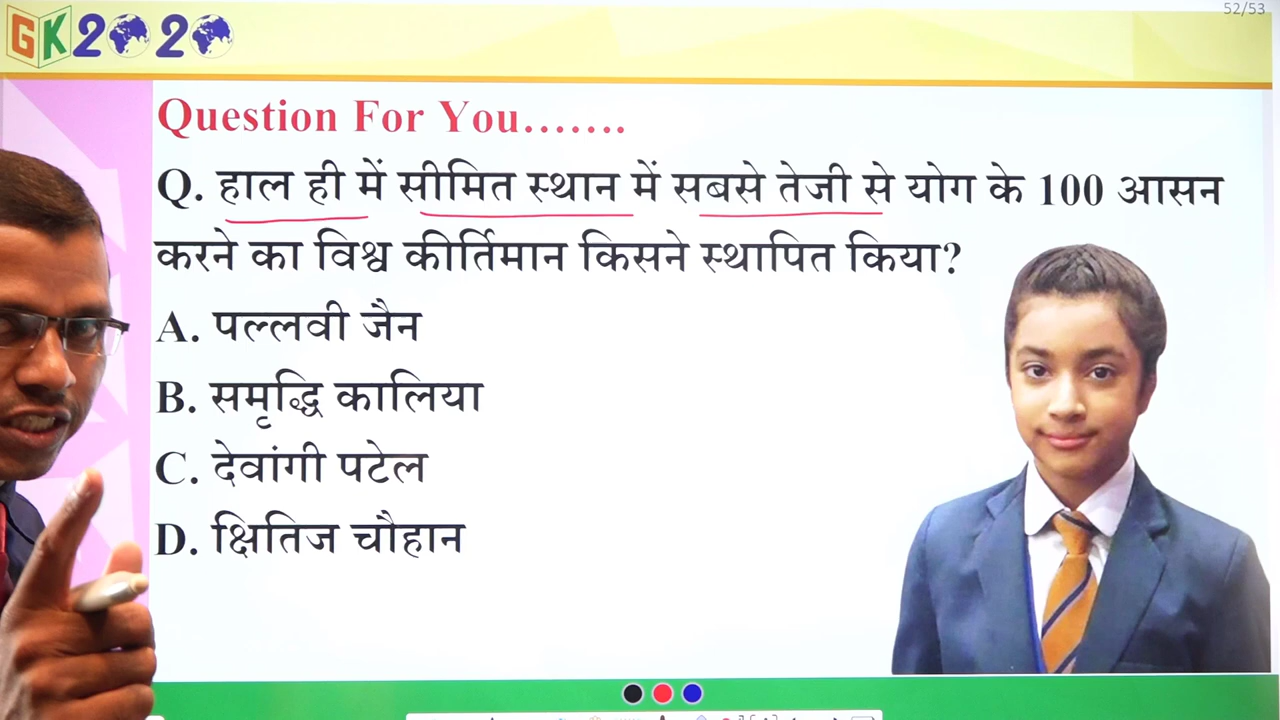 52/53
GK2020
Question For You.......
Q. हाल ही में सीमित स्थान में सबसे तेजी से योग के 100 आसन
करने का विश्व कीर्तिमान किसने स्थापित किया?
A. पल्लवी जैन
B. समृद्धि कालिया
C. देवांगी पटेल
D. क्षितिज चौहान